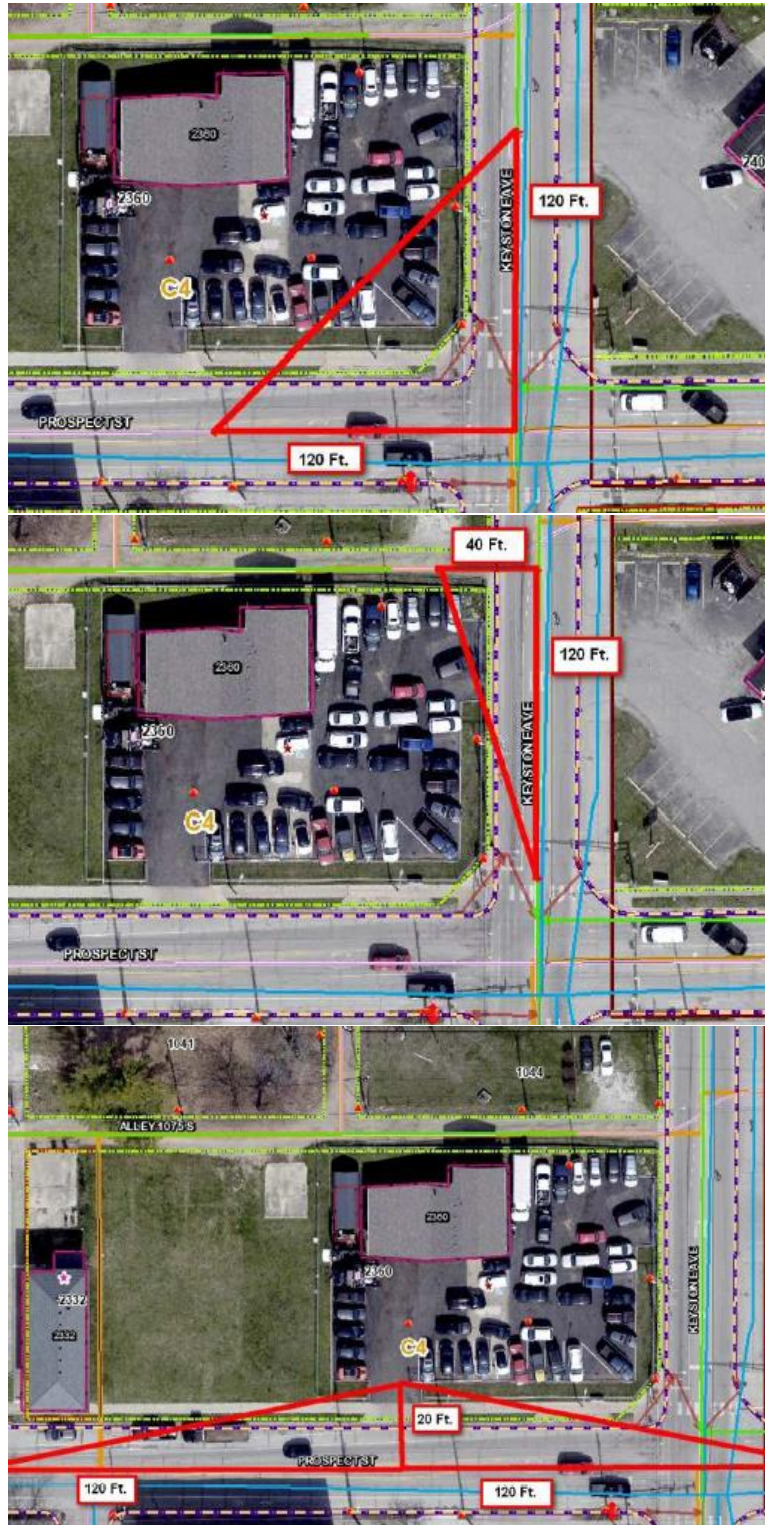 2360
120 Ft.
KEYSTONE AVE
2360
C4
PROSPECT ST
120 Ft.
40 Ft.
120 Ft.
2360
KEYSTONE AVE
2360
C4
PROSPECT ST
1041
1044
ALLEY 1075 S
2360
2360
KEYSTONE AVE
2332
2332
C4
20 Ft.
PROSPECT ST
120 Ft.
120 Ft.